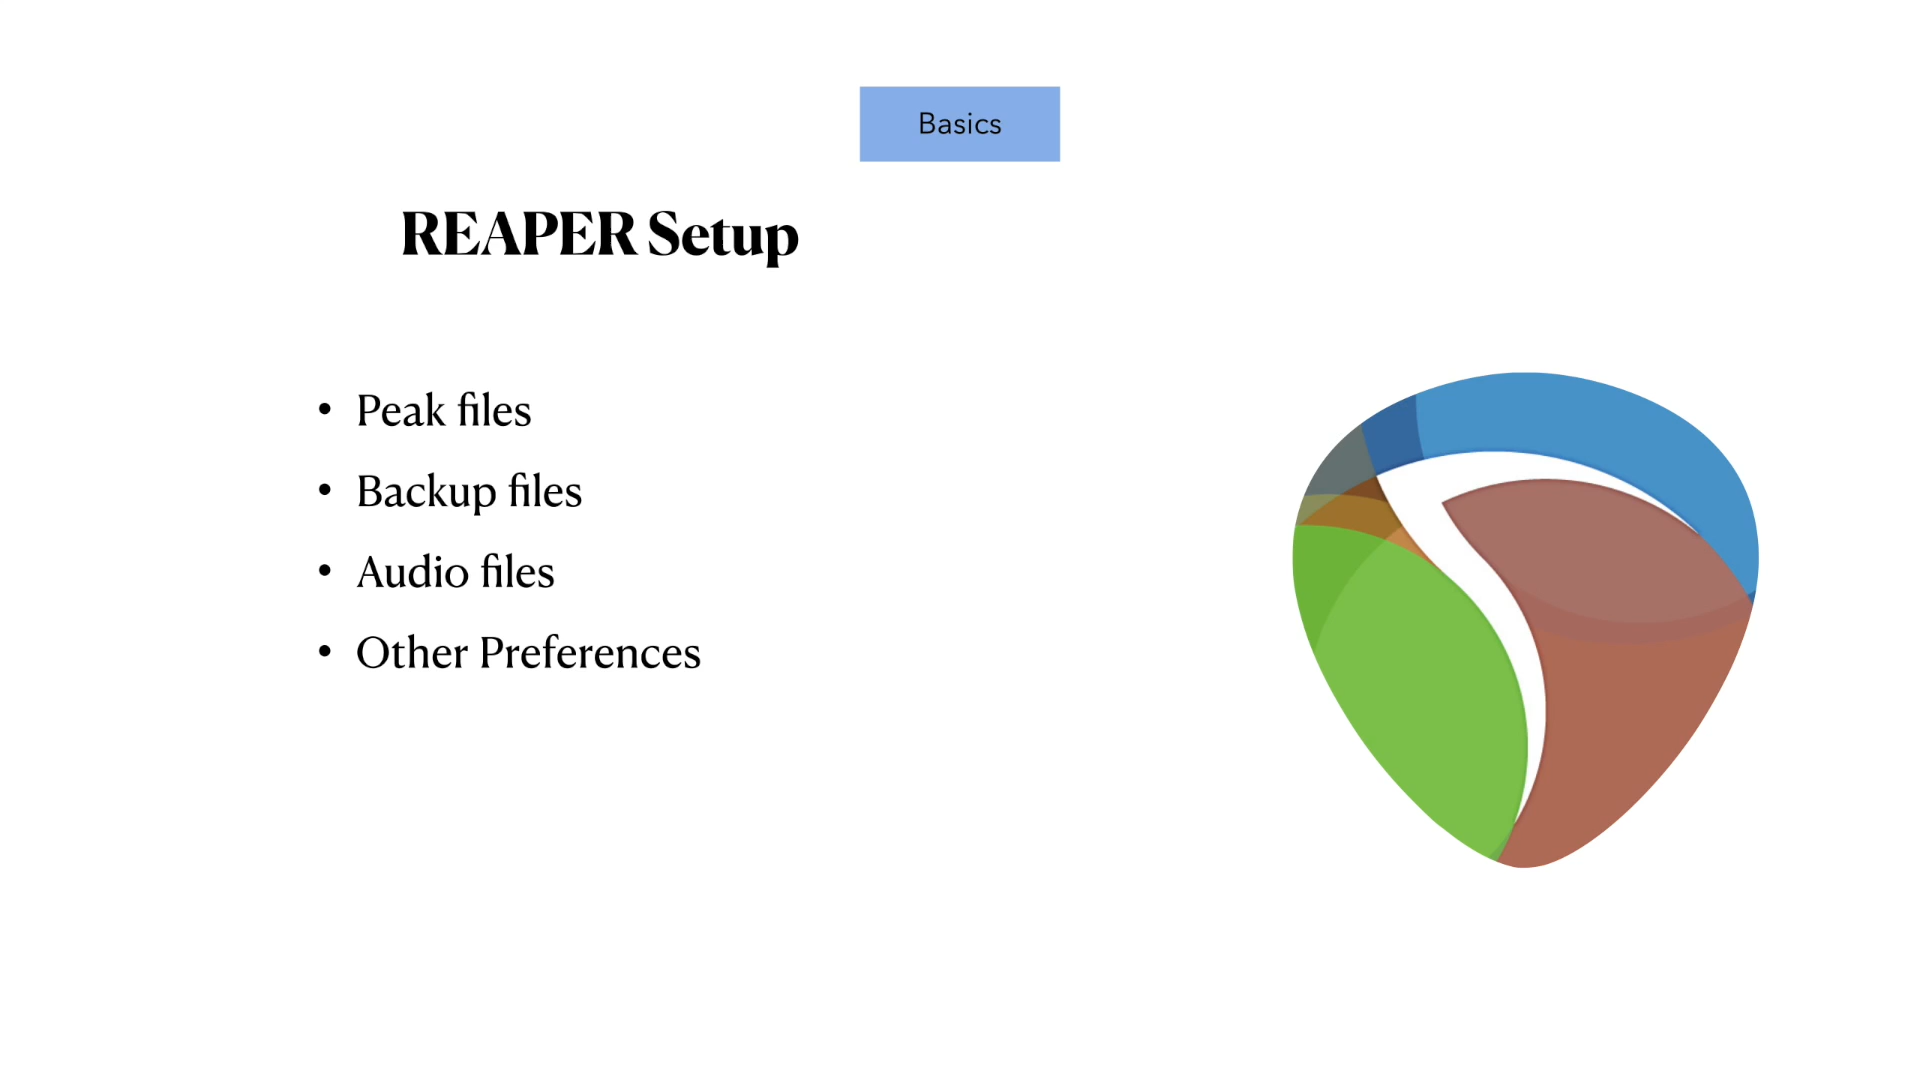 Basics
REAPER Setup
• Peak files
• Backup files
• Audio files
• Other Preferences